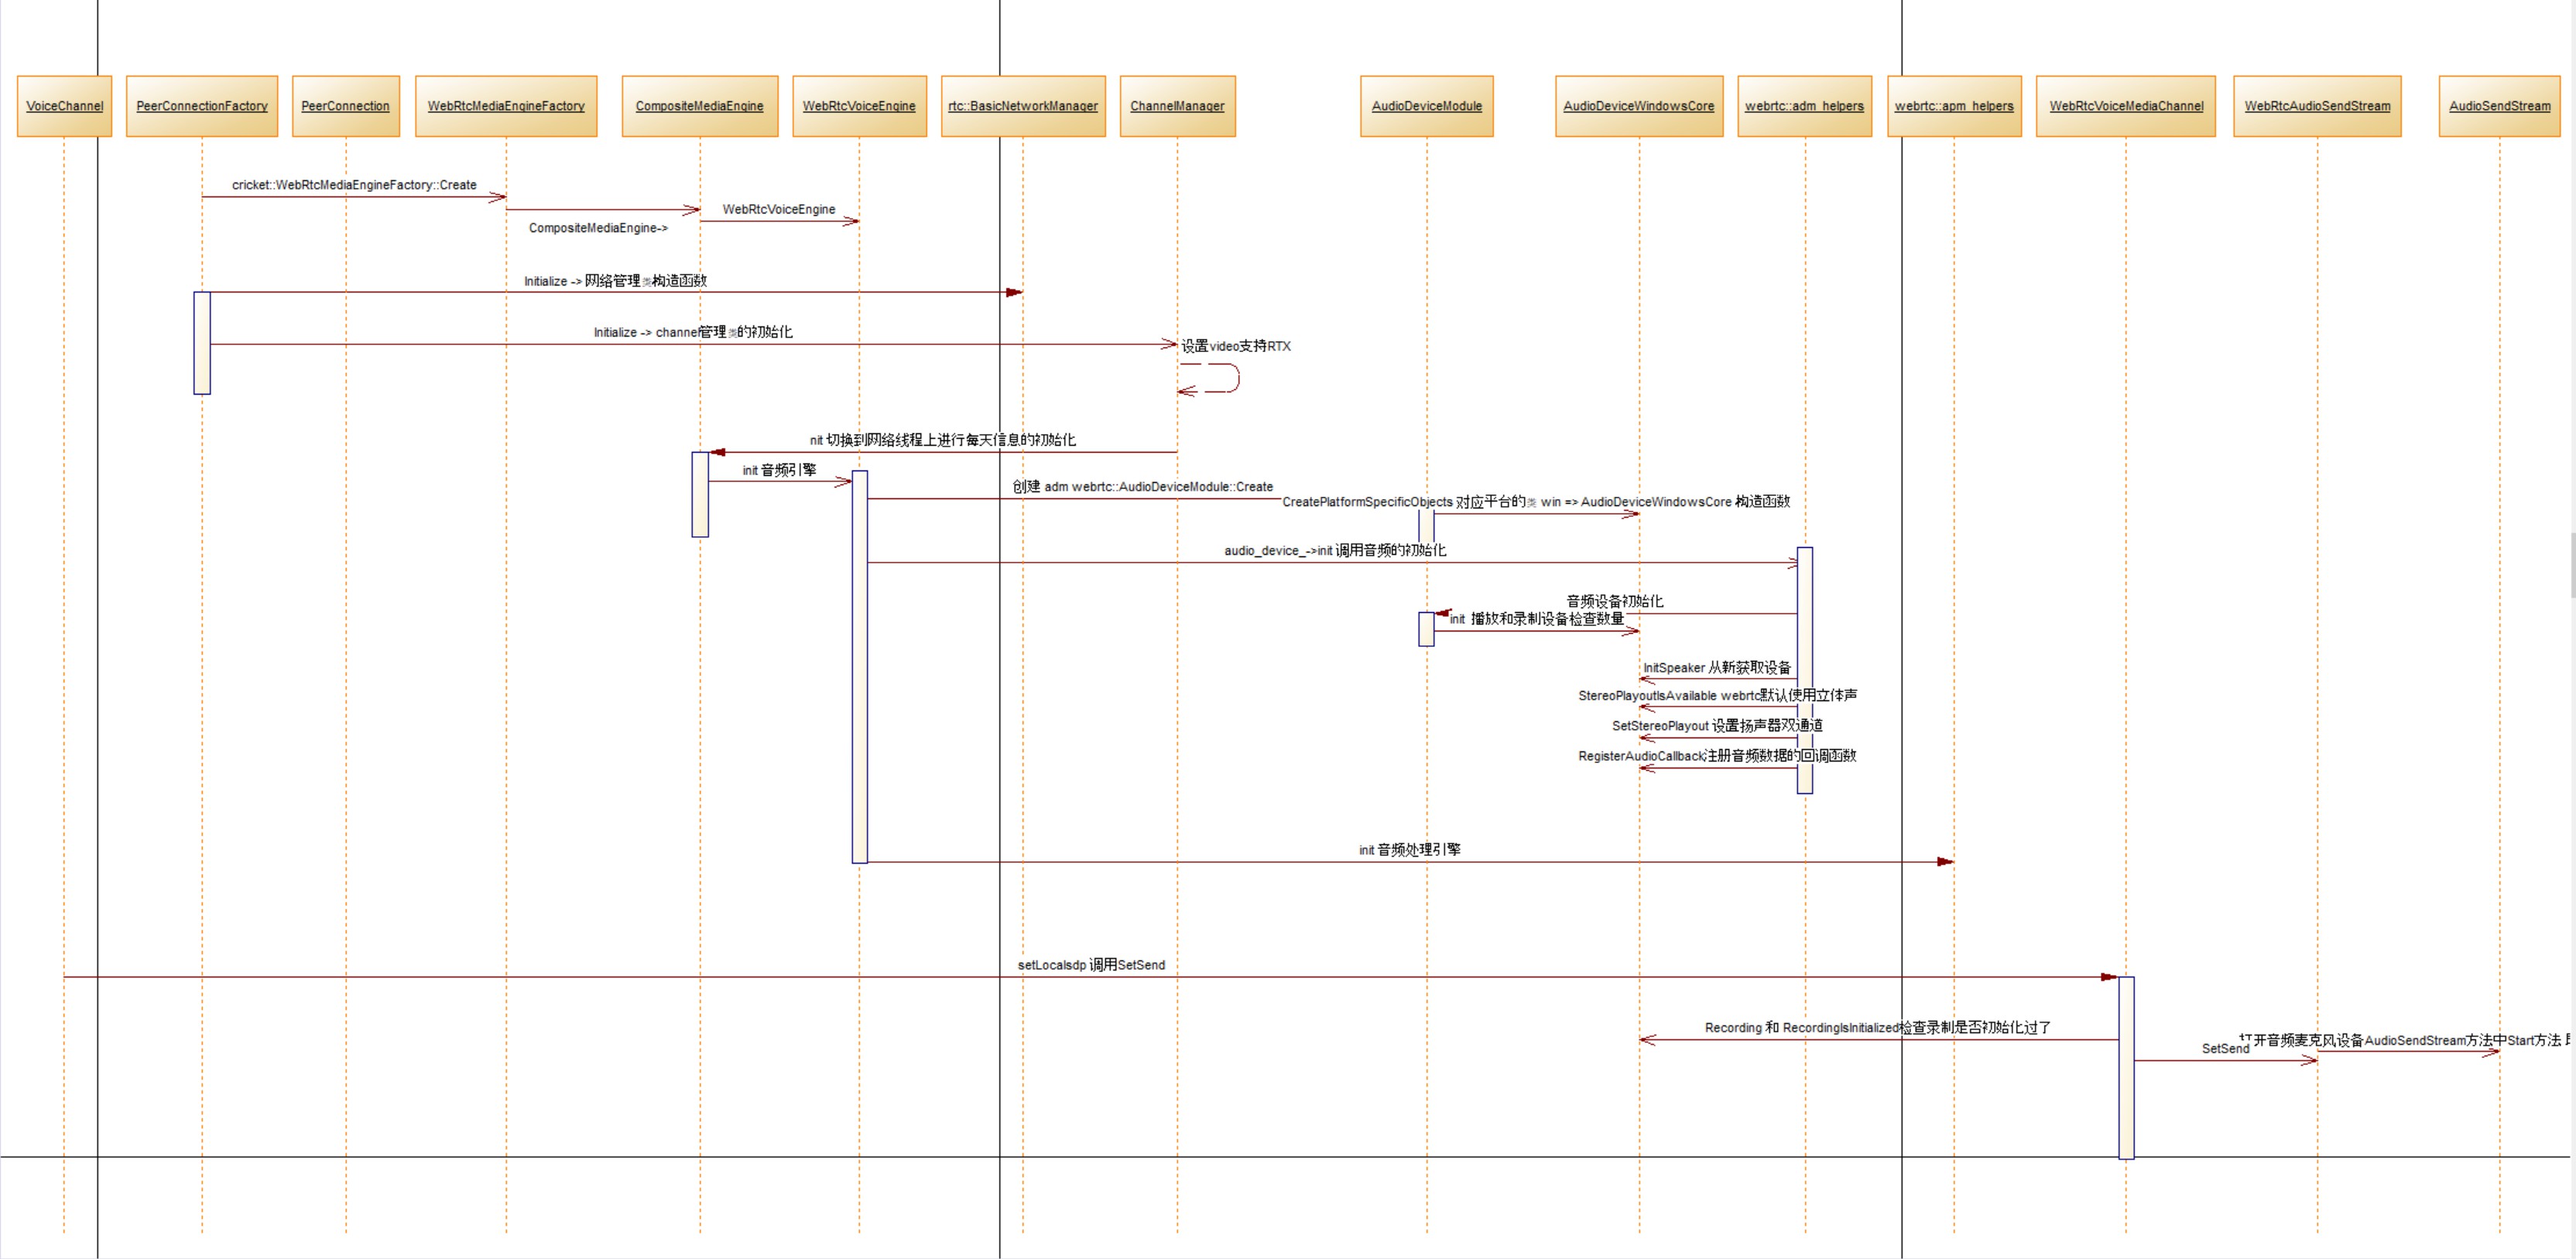 VoiceChannel
PeerConnectionFactory
PeerConnection
WebRtcMediaEngineFactory
CompositeMediaEngine
WebRtcVoiceEngine
rtc::BasicNetworkManager
ChannelManager
AudioDeviceModule
AudioDeviceWindowsCore
webrtc::adm_helpers
webrtc::apm_helpers
WebRtcVoiceMediaChannel
WebRtcAudioSendStream
AudioSendStream
cricket::WebRtcMediaEngineFactory::Create
WebRtcVoiceEngine
CompositeMediaEngine->
Initialize -> 网络管理类构造函数
Initialize -> channel管理类的初始化
设置video支持RTX
nit 切换到网络线程上进行每天信息的初始化
init 音频引擎
创建 adm webrtc::AudioDeviceModule::Create
CreatePlatformSpecificObjects 对应平台的类 win => AudioDeviceWindowsCore 构造函数
audio_device_->init 调用音频的初始化
音频设备初始化
init 播放和录制设备检查数量
InitSpeaker 从新获取设备
StereoPlayoutIsAvailable webrtc默认使用立体声
SetStereoPlayout 设置扬声器双通道
RegisterAudioCallback注册音频数据的回调函数
init 音频处理引擎
setLocalsdp 调用SetSend
Recording 和 RecordingIsInitialized检查录制是否初始化过了
打开音频麦克风设备AudioSendStream方法中Start方法
SetSend